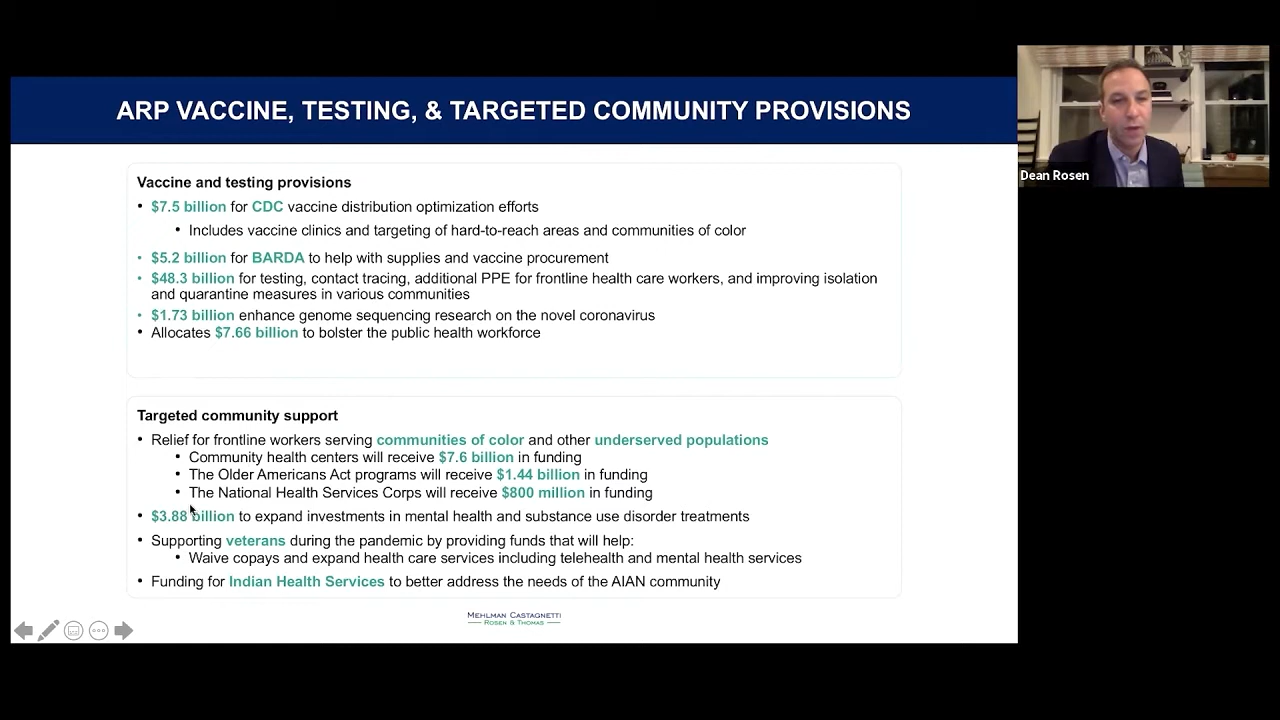 ARP VACCINE, TESTING, & TARGETED COMMUNITY PROVISIONS
Dean Rosen
Vaccine and testing provisions
• $7.5 billion for CDC vaccine distribution optimization efforts
• Includes vaccine clinics and targeting of hard-to-reach areas and communities of color
• $5.2 billion for BARDA to help with supplies and vaccine procurement
• $48.3 billion for testing, contact tracing, additional PPE for frontline health care workers, and improving isolation
and quarantine measures in various communities
• $1.73 billion enhance genome sequencing research on the novel coronavirus
• Allocates $7.66 billion to bolster the public health workforce
Targeted community support
• Relief for frontline workers serving communities of color and other underserved populations
• Community health centers will receive $7.6 billion in funding
• The Older Americans Act programs will receive $1.44 billion in funding
• The National Health Services Corps will receive $800 million in funding
• $3.88 billion to expand investments in mental health and substance use disorder treatments
• Supporting veterans during the pandemic by providing funds that will help:
• Waive copays and expand health care services including telehealth and mental health services
• Funding for Indian Health Services to better address the needs of the AIAN community
MEHLMAN CASTAGNETTI
ROSEN & THOMAS